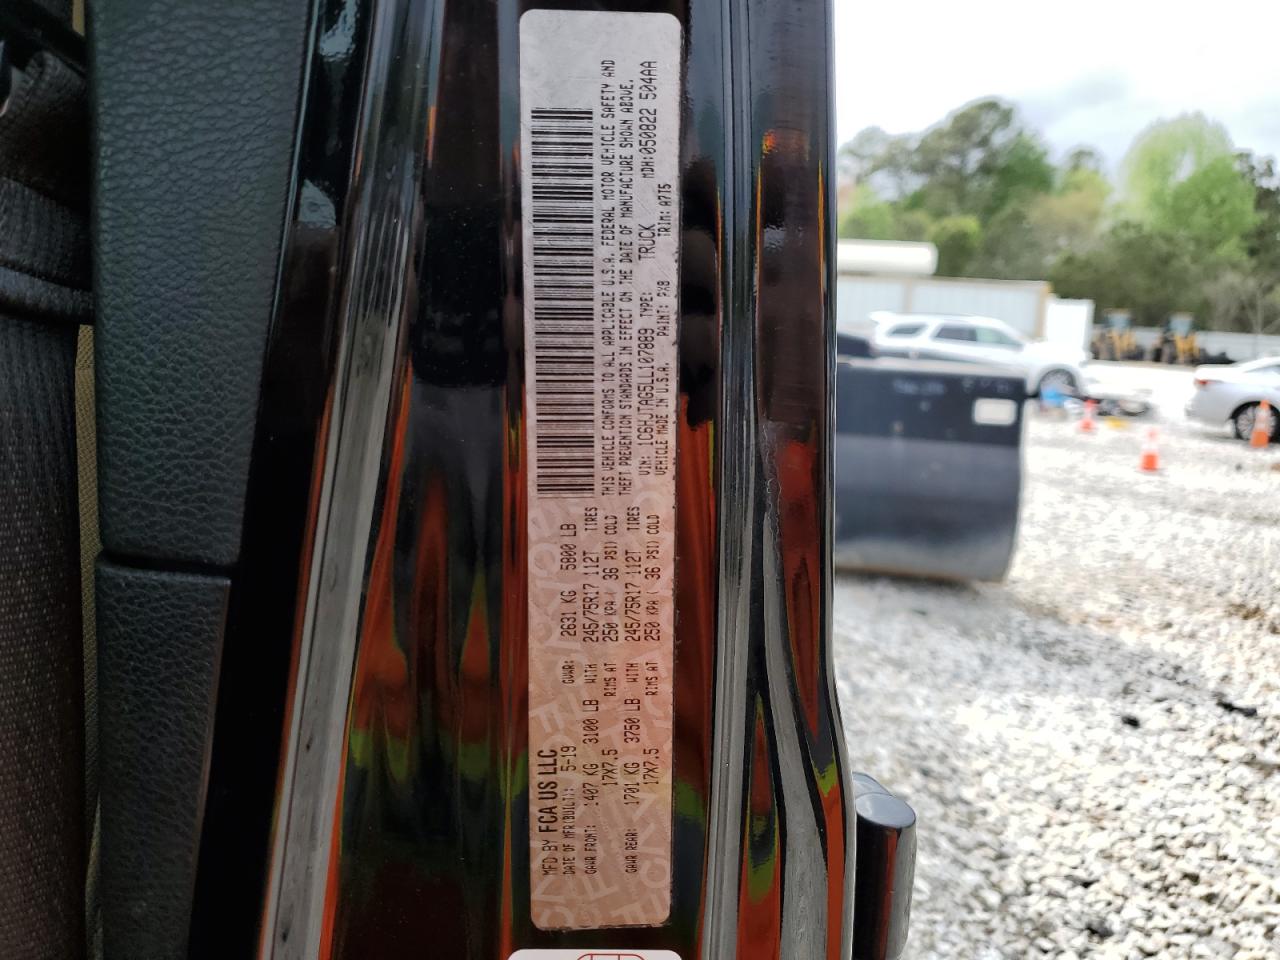 MFD BY FCA US LLC
DATE OF MFR(BUILT): 5-19 GVWR: 2631 KG 5800 LB
GAWR FRONT: 1407 KG 3100 LB WITH 245/75R17 112T TIRES
17X7.5 RIMS AT 250 KPA ( 36 PSI) COLD
GAWR REAR: 1701 KG 3750 LB WITH 245/75R17 112T TIRES
17X7.5 RIMS AT 250 KPA ( 36 PSI) COLD
THIS VEHICLE CONFORMS TO ALL APPLICABLE U.S.A. FEDERAL MOTOR VEHICLE SAFETY AND
THEFT PREVENTION STANDARDS IN EFFECT ON THE DATE OF MANUFACTURE SHOWN ABOVE.
VIN: 1C6HJTAG5LL107889 TYPE: TRUCK MDH:050822 504AA
VEHICLE MADE IN U.S.A. PAINT: PX8 TRIM: A7T5